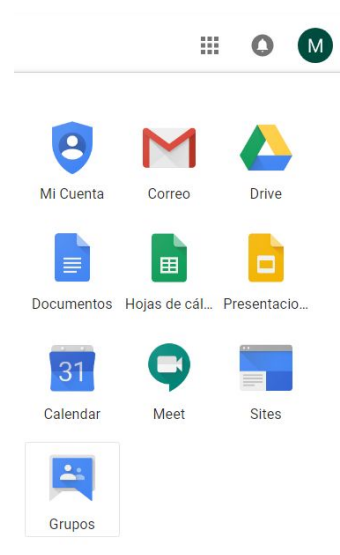 M
Mi Cuenta
Correo
Drive
Documentos
Hojas de cál...
Presentacio...
31
Calendar
Meet
Sites
Grupos